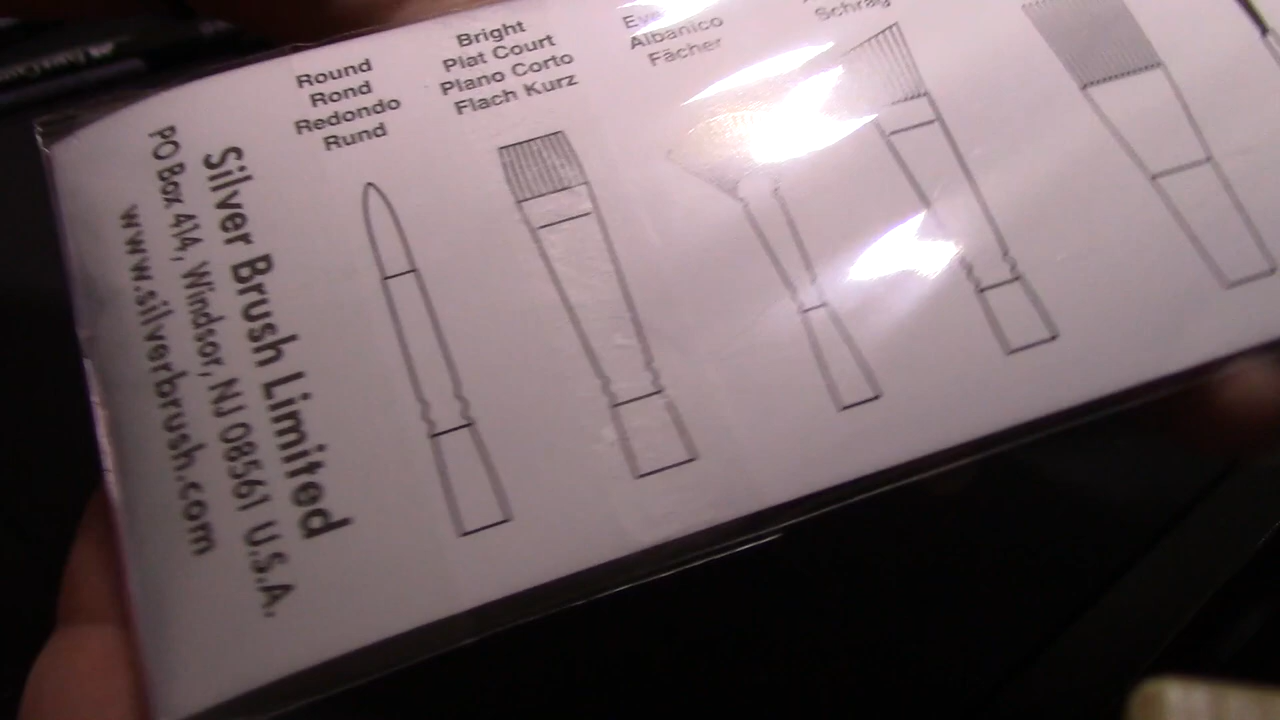 Round
Rond
Redondo
Rund
Bright
Plat Court
Plano Corto
Flach Kurz
Albanico
Fächer
Schräg
Silver Brush Limited
PO Box 414, Windsor, NJ 08561 U.S.A.
www.silverbrush.com